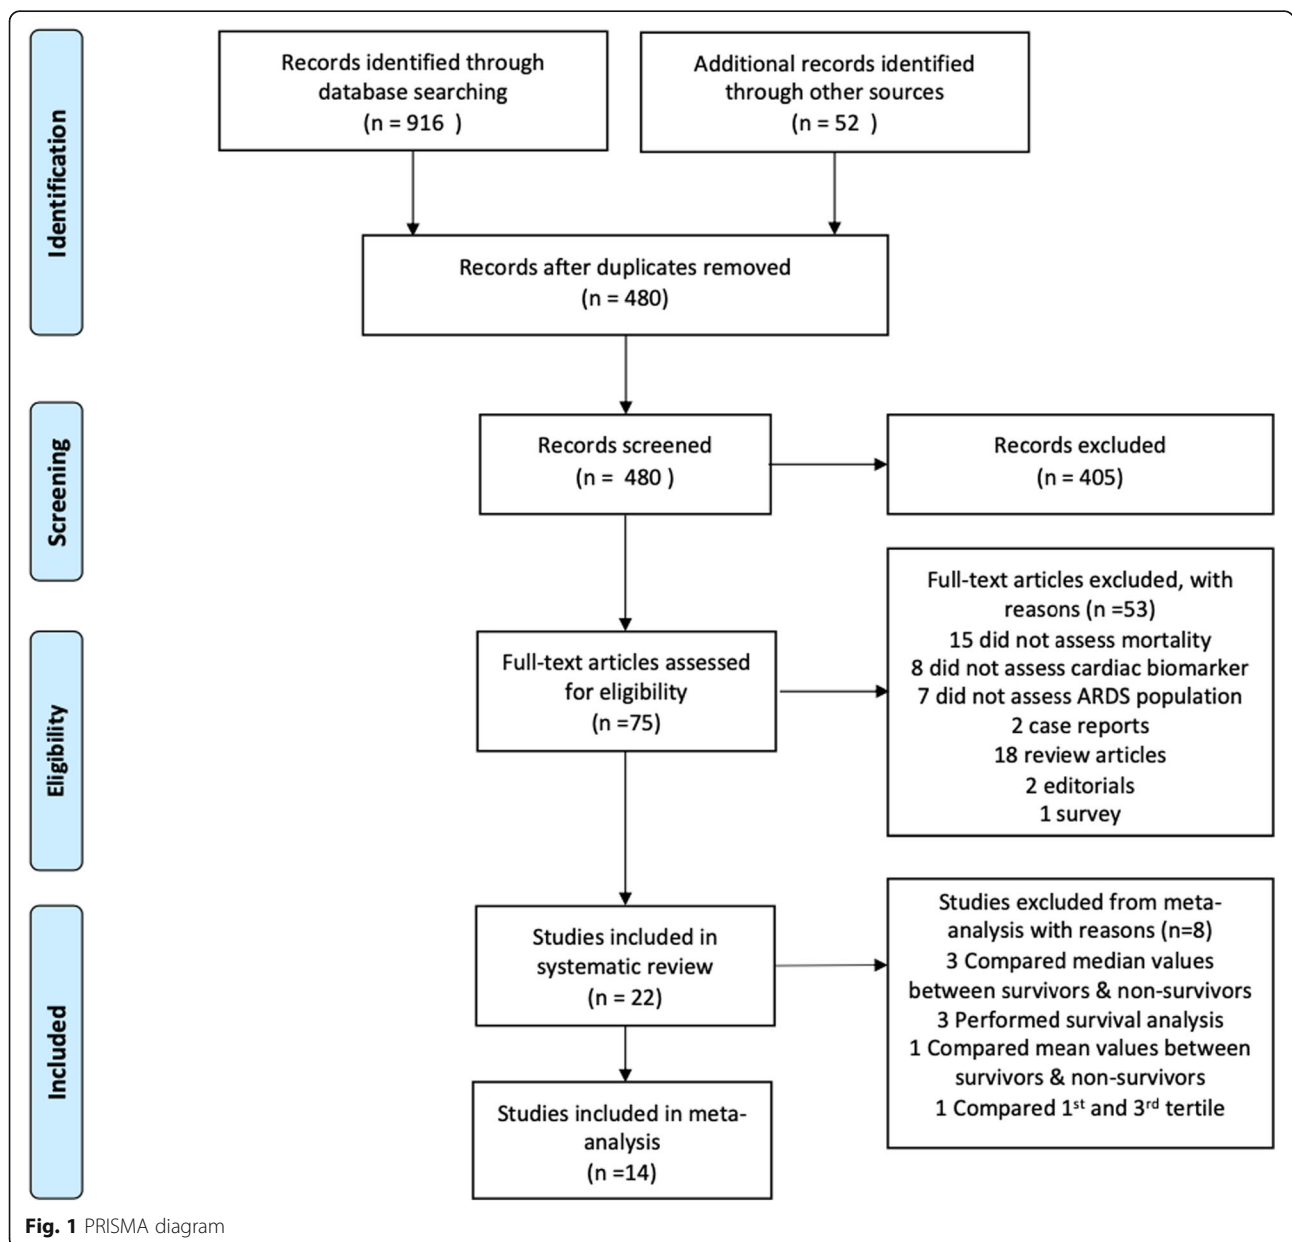 Identification
Records identified through
database searching
(n = 916 )
Additional records identified
through other sources
(n = 52 )
Records after duplicates removed
(n = 480)
Screening
Records screened
(n = 480 )
Records excluded
(n = 405)
Eligibility
Full-text articles assessed
for eligibility
(n =75)
Full-text articles excluded, with
reasons (n =53)
15 did not assess mortality
8 did not assess cardiac biomarker
7 did not assess ARDS population
2 case reports
18 review articles
2 editorials
1 survey
Included
Studies included in
systematic review
(n = 22)
Studies excluded from meta-
analysis with reasons (n=8)
3 Compared median values
between survivors & non-survivors
3 Performed survival analysis
1 Compared mean values between
survivors & non-survivors
1 Compared 1st and 3rd tertile
Studies included in meta-
analysis
(n =14)
Fig. 1 PRISMA diagram